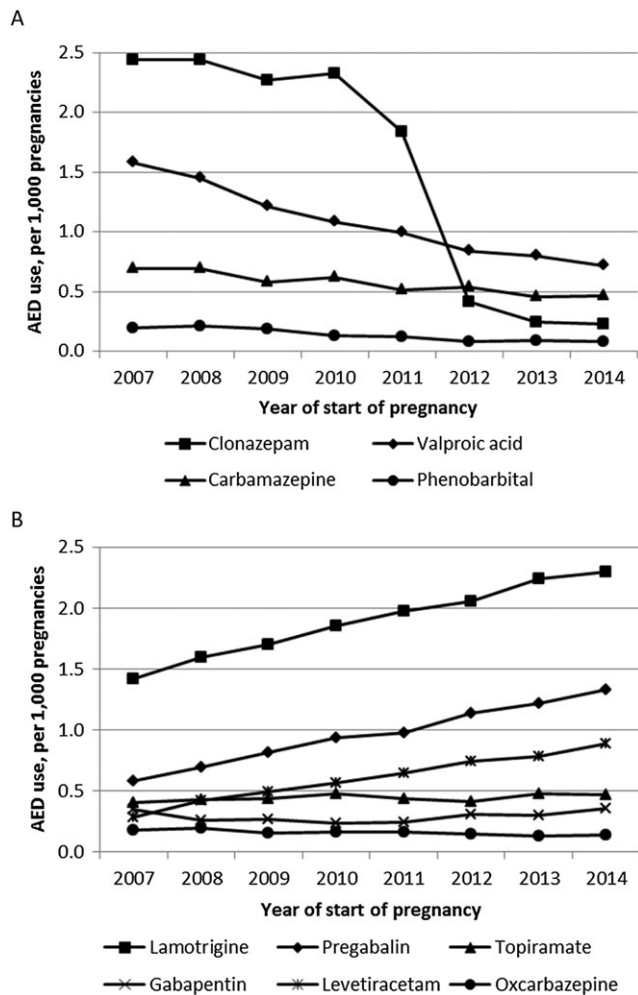 A
AED use, per 1,000 pregnancies
2.5
2.0
1.5
1.0
0.5
0.0
2007 2008 2009 2010 2011 2012 2013 2014
Year of start of pregnancy
Clonazepam Valproic acid
Carbamazepine Phenobarbital
B
AED use, per 1,000 pregnancies
2.5
2.0
1.5
1.0
0.5
0.0
2007 2008 2009 2010 2011 2012 2013 2014
Year of start of pregnancy
Lamotrigine Pregabalin Topiramate
Gabapentin Levetiracetam Oxcarbazepine